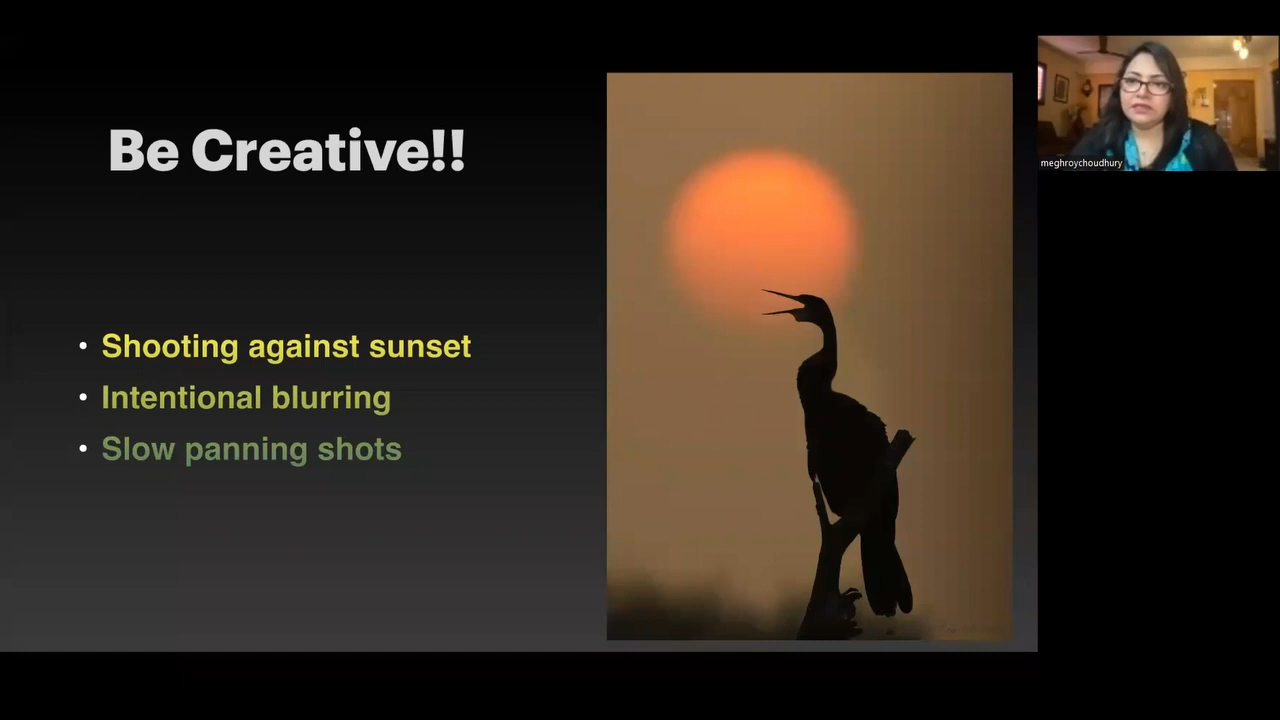 Be Creative!!
• Shooting against sunset
• Intentional blurring
• Slow panning shots
meghroychoudhury